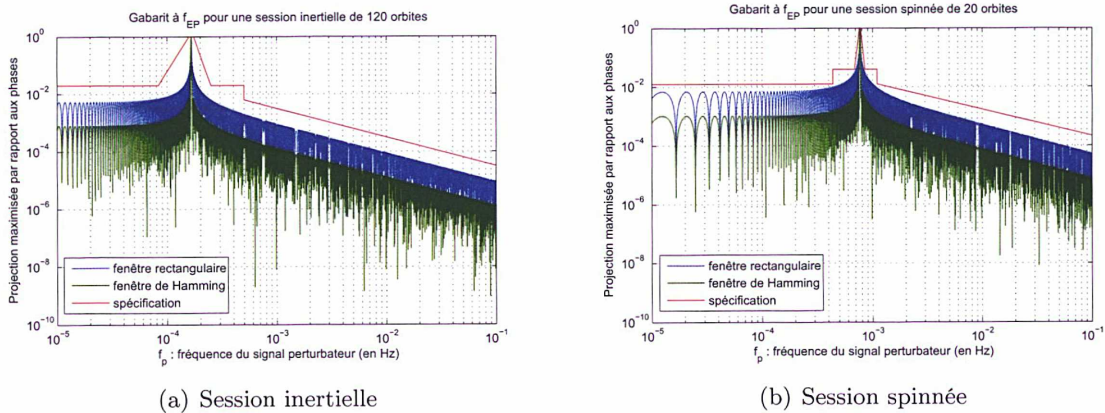 Gabarit à f_EP pour une session inertielle de 120 orbites
Projection maximisée par rapport aux phases
10^0
10^-2
10^-4
10^-6
10^-8
10^-10
fenêtre rectangulaire
fenêtre de Hamming
spécification
10^-5
10^-4
10^-3
10^-2
10^-1
f_p : fréquence du signal perturbateur (en Hz)
(a) Session inertielle
Gabarit à f_EP pour une session spinnée de 20 orbites
Projection maximisée par rapport aux phases
10^0
10^-2
10^-4
10^-6
10^-8
10^-10
fenêtre rectangulaire
fenêtre de Hamming
spécification
10^-5
10^-4
10^-3
10^-2
10^-1
f_p : fréquence du signal perturbateur (en Hz)
(b) Session spinnée